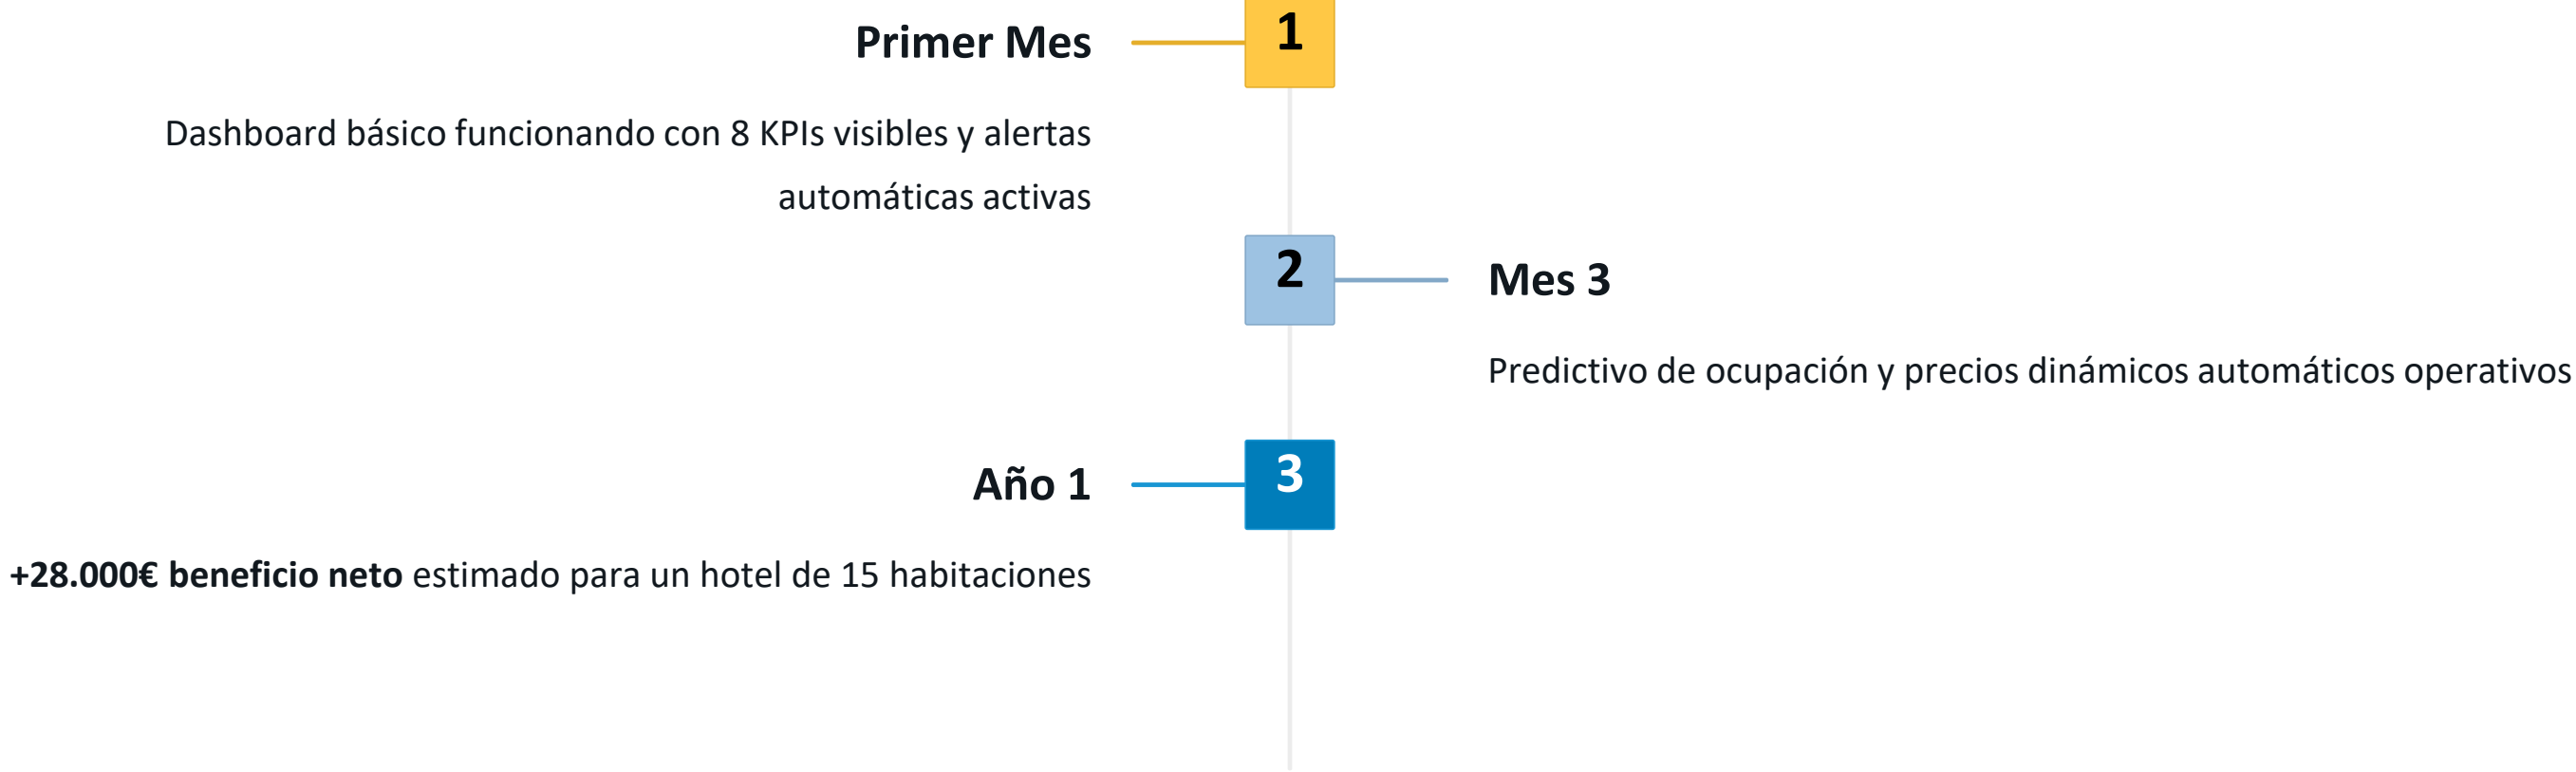 Primer Mes
1
Dashboard básico funcionando con 8 KPIs visibles y alertas
automáticas activas
2
Mes 3
Predictivo de ocupación y precios dinámicos automáticos operativos
Año 1
3
+28.000€ beneficio neto estimado para un hotel de 15 habitaciones